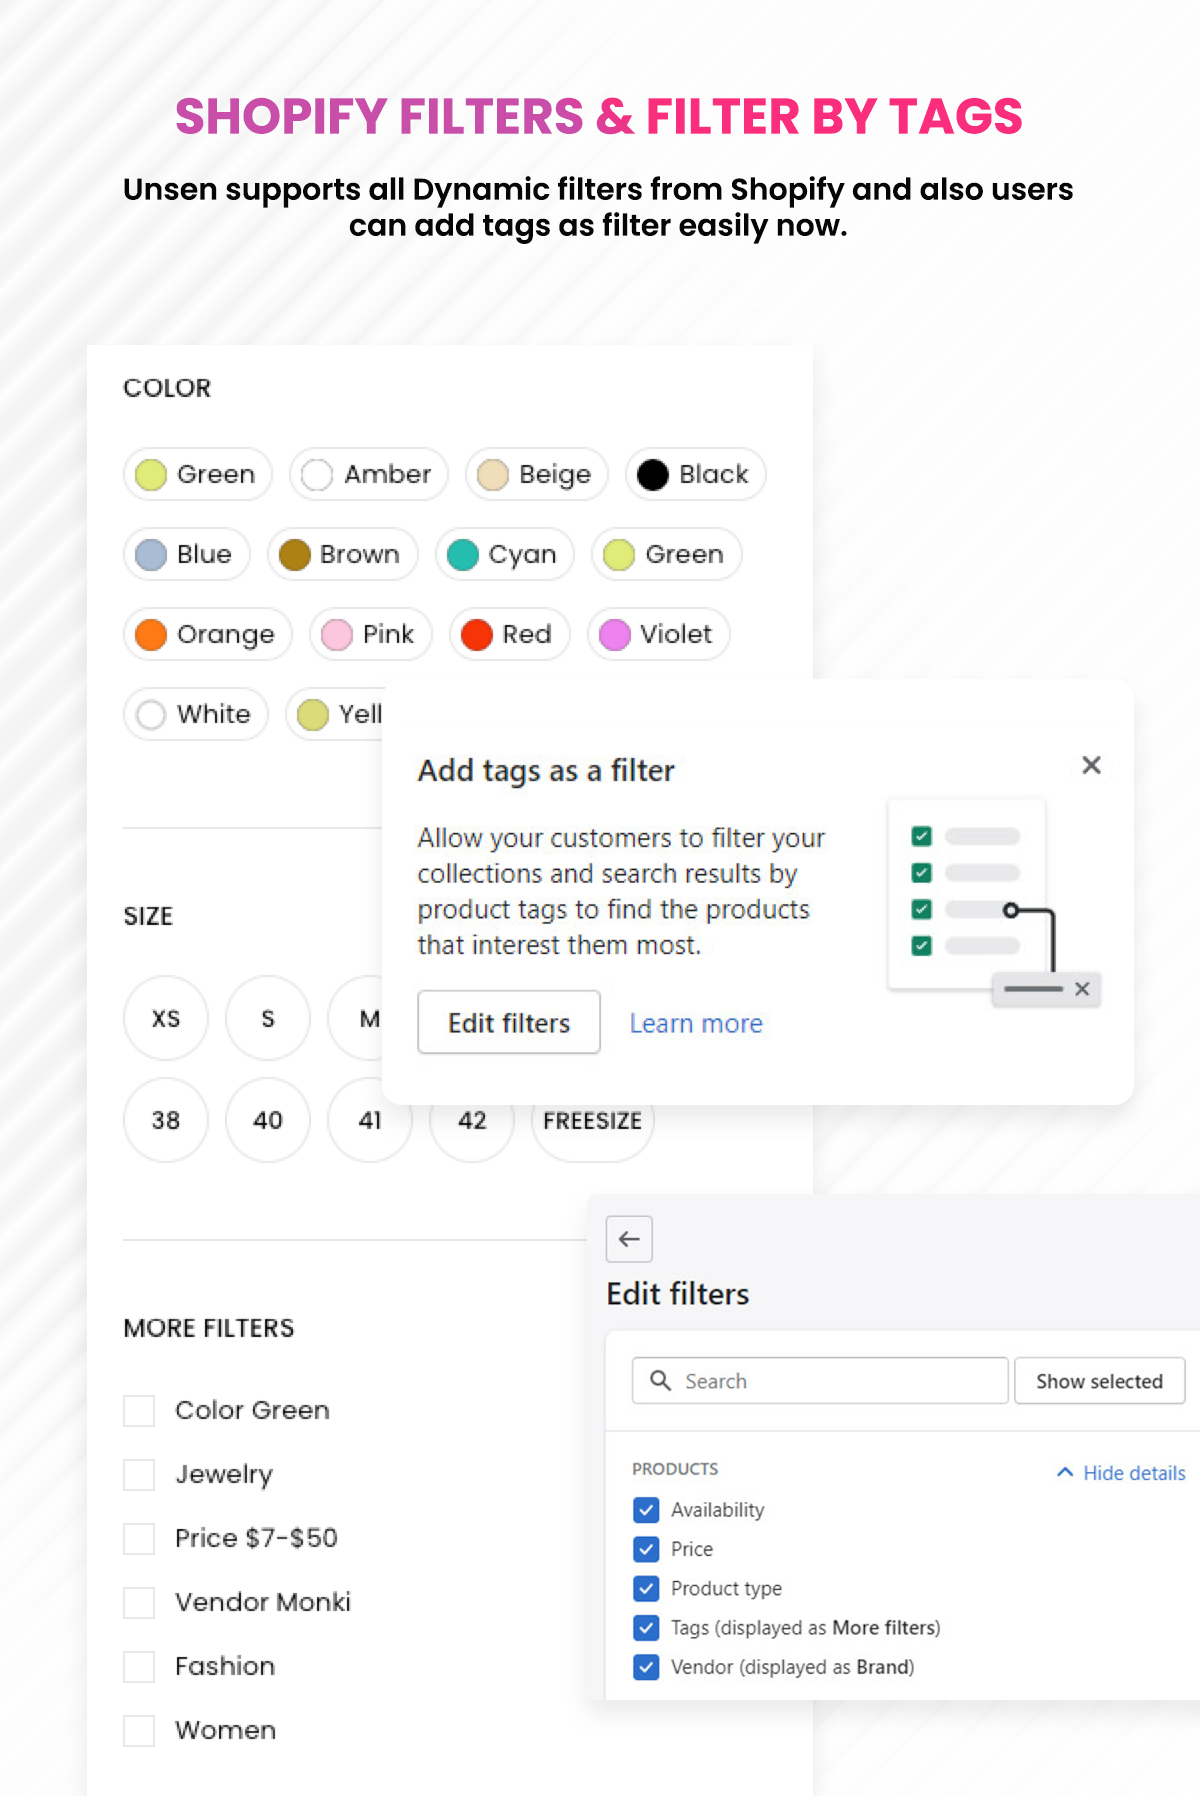 SHOPIFY FILTERS & FILTER BY TAGS
Unsen supports all Dynamic filters from Shopify and also users
can add tags as filter easily now.
COLOR
Green Amber Beige Black
Blue Brown Cyan Green
Orange Pink Red Violet
White Yell
Add tags as a filter
Allow your customers to filter your
collections and search results by
product tags to find the products
that interest them most.
Edit filters Learn more
SIZE
XS S M
38 40 41 42 FREESIZE
MORE FILTERS
Color Green
Jewelry
Price $7-$50
Vendor Monki
Fashion
Women
Edit filters
Search Show selected
PRODUCTS Hide details
Availability
Price
Product type
Tags (displayed as More filters)
Vendor (displayed as Brand)